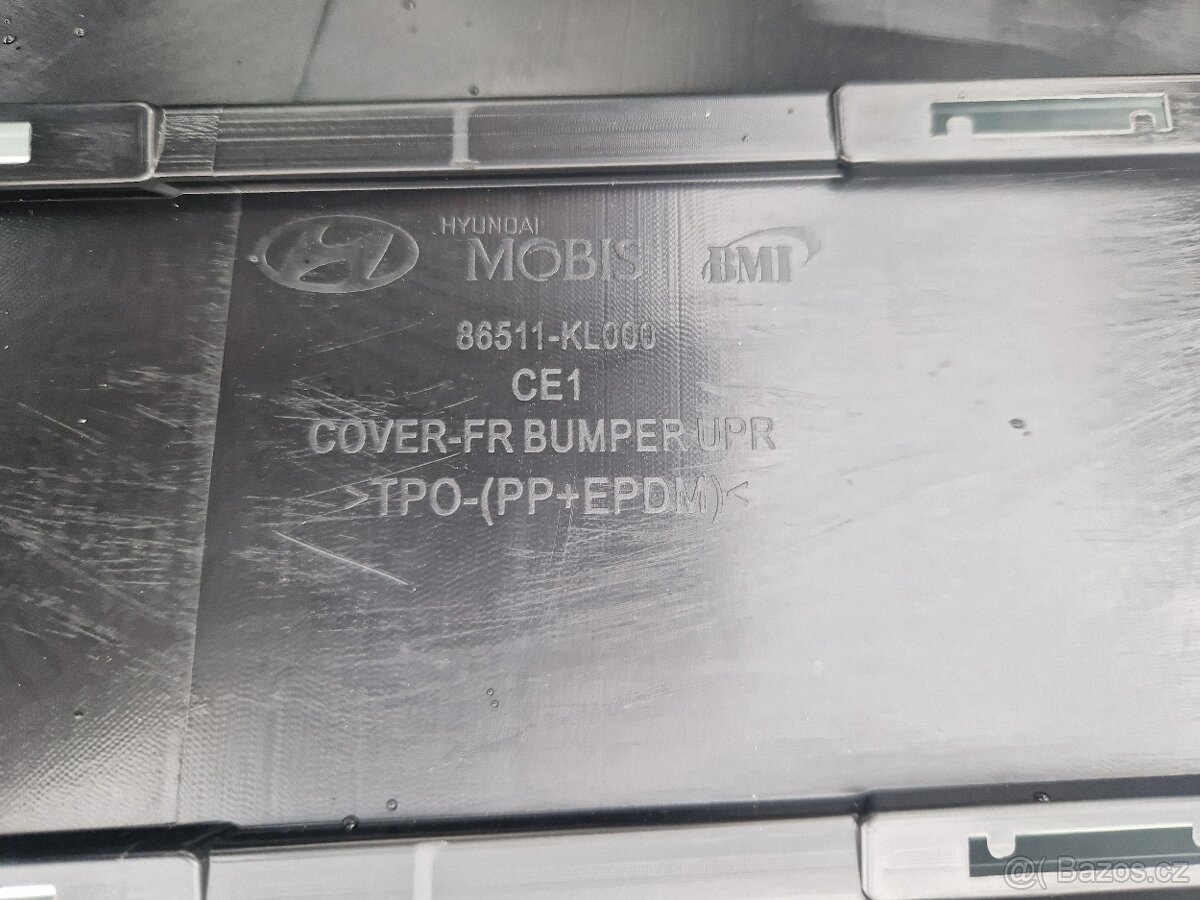 HYUNDAI
MOBIS BMI
86511-KL000
CE1
COVER-FR BUMPER UPR
>TPO-(PP+EPDM)<
@( Bazos.cz